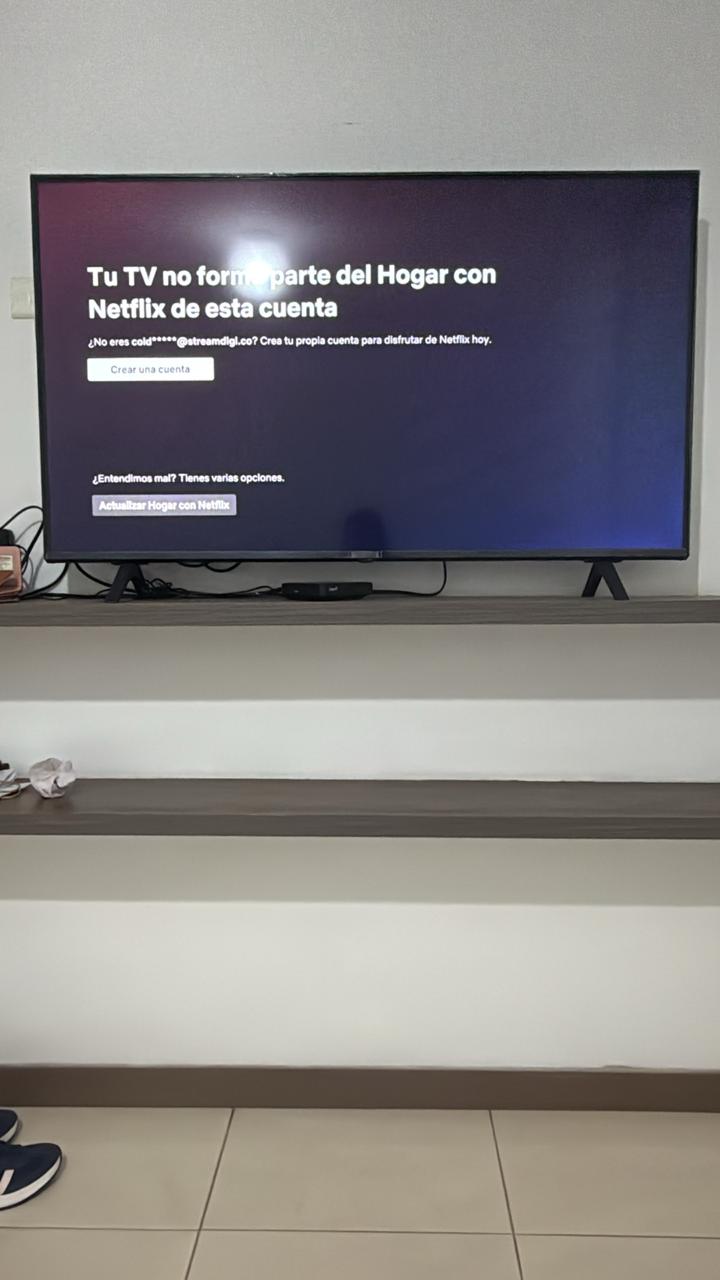 Tu TV no forma parte del Hogar con
Netflix de esta cuenta
¿No eres cold*****@streamdigi.co? Crea tu propia cuenta para disfrutar de Netflix hoy.
Crear una cuenta
¿Entendimos mal? Tienes varias opciones.
Actualizar Hogar con Netflix